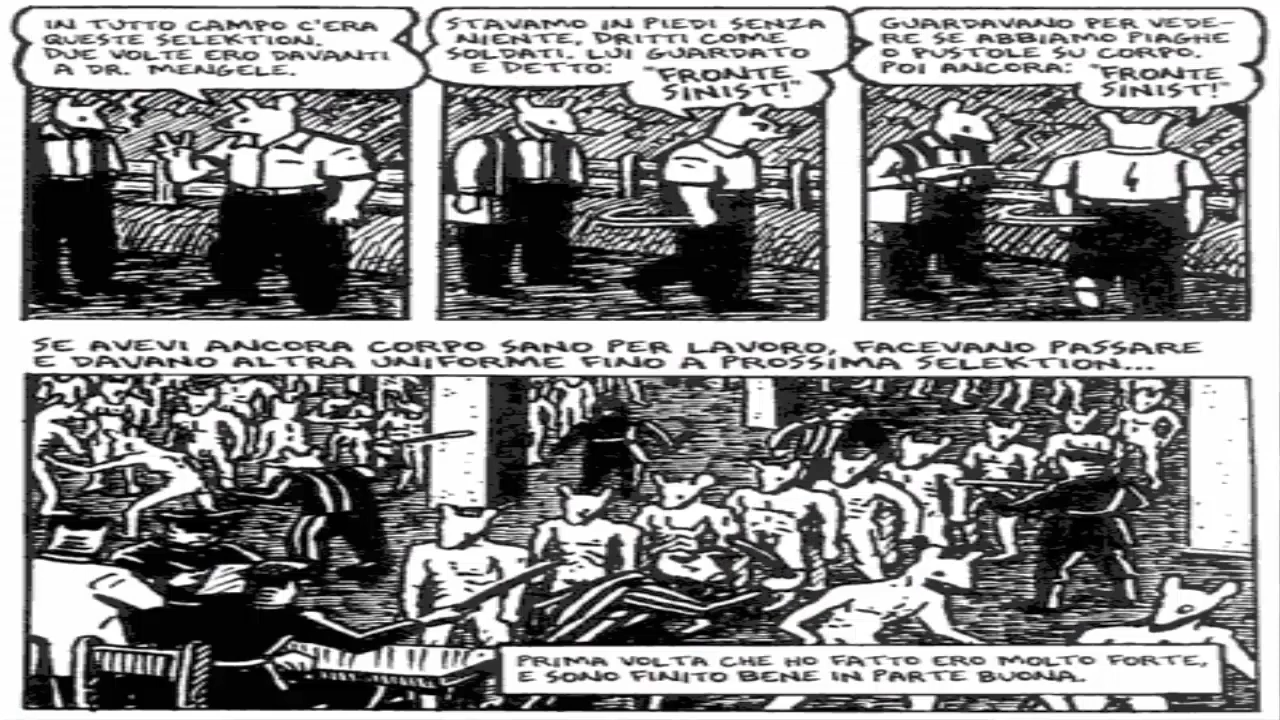 IN TUTTO CAMPO C'ERA
QUESTE SELEKTION.
DUE VOLTE ERO DAVANTI
A DR. MENGELE.
STAVAMO IN PIEDI SENZA
NIENTE, DRITTI COME
SOLDATI. LUI GUARDATO
E DETTO:
"FRONTE
SINIST!"
GUARDAVANO PER VEDE-
RE SE ABBIAMO PIAGHE
O PUSTOLE SU CORPO.
POI ANCORA:
"FRONTE
SINIST!"
SE AVEVI ANCORA CORPO SANO PER LAVORO, FACEVANO PASSARE
E DAVANO ALTRA UNIFORME FINO A PROSSIMA SELEKTION...
PRIMA VOLTA CHE HO FATTO ERO MOLTO FORTE,
E SONO FINITO BENE IN PARTE BUONA.